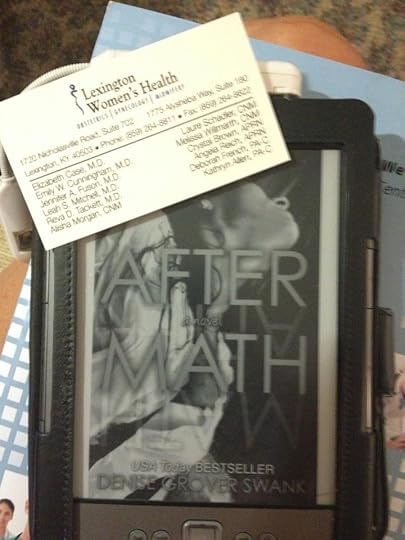 Lexington
Women's Health
OBSTETRICS | GYNECOLOGY | MIDWIFERY
1720 Nicholasville Road, Suite 702 1775 Alysheba Way, Suite 180
Lexington, KY 40503 • Phone: (859) 264-8811 • Fax: (859) 264-8822
Elizabeth Case, M.D.
Emily W. Cunningham, M.D.
Jennifer A. Fuson, M.D.
Leah S. Mitchell, M.D.
Reva D. Tackett, M.D.
Alisha Morgan, CNM
Laure Schadler, CNM
Melissa Willmarth, CNM
Crystal Brown, APRN
Angela Reich, APRN
Deborah French, PA-C
Kathryn Allen, PA-C
AFTER
a novel
MATH
USA Today BESTSELLER
DENISE GROVER SWANK